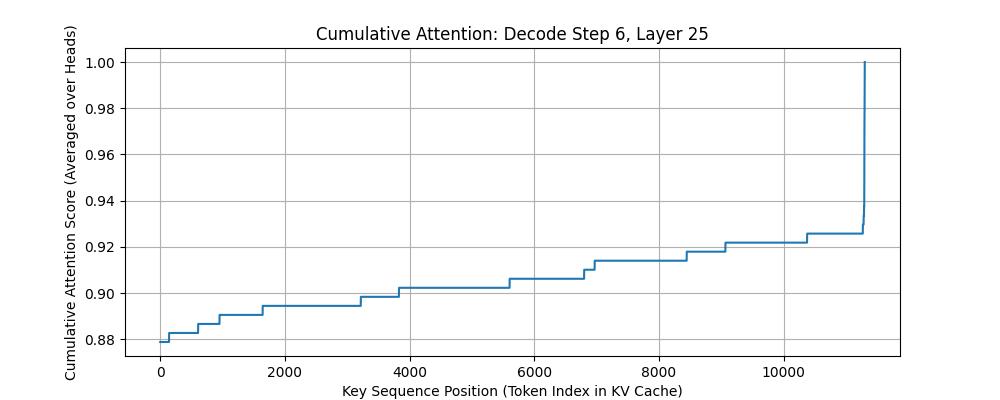 Cumulative Attention: Decode Step 6, Layer 25
Cumulative Attention Score (Averaged over Heads)
1.00
0.98
0.96
0.94
0.92
0.90
0.88
0 2000 4000 6000 8000 10000
Key Sequence Position (Token Index in KV Cache)